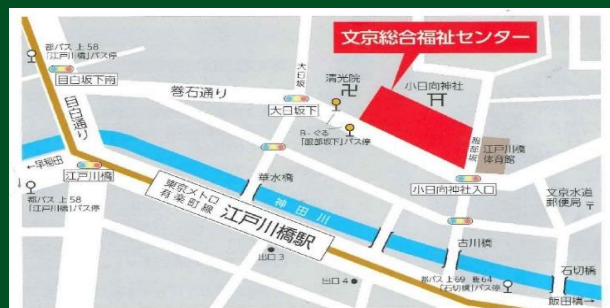 文京総合福祉センター
都バス 上58
「江戸川橋」バス停
目白坂下南
目白通り
巻石通り
大日坂
大日坂下
清光院
小日向神社
B-ぐる
「服部坂下」バス停
服部坂
江戸川橋
体育館
小日向神社入口
文京水道
郵便局
←早稲田
江戸川橋
都バス 上58
「江戸川橋」バス停
東京メトロ
有楽町線
江戸川橋駅
華水橋
神田川
古川橋
石切橋
出口3
出口4
都バス 上69 飯64
「石切橋」バス停
飯田橋→